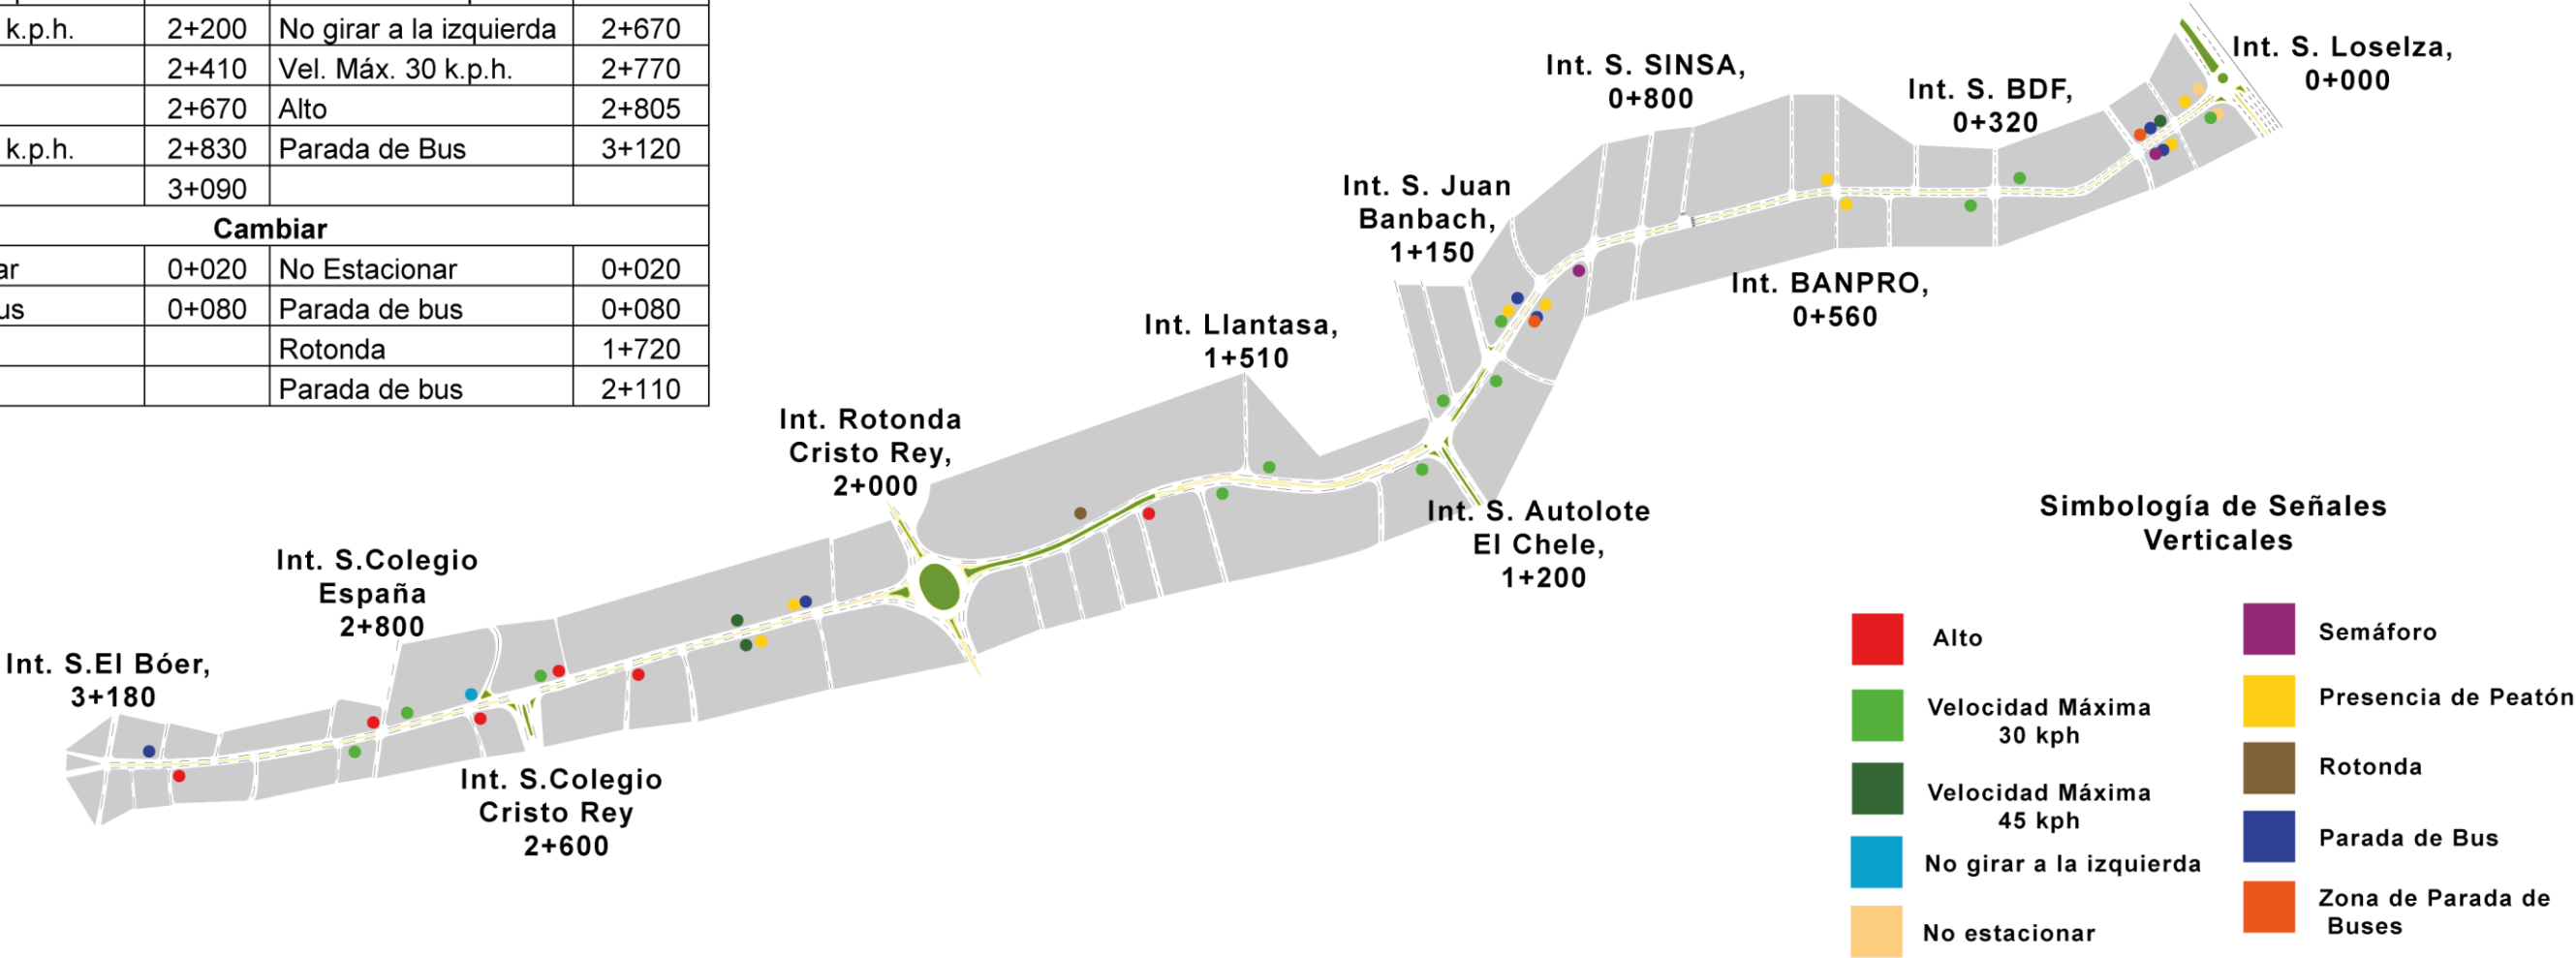 k.p.h. 2+200 No girar a la izquierda 2+670
2+410 Vel. Máx. 30 k.p.h. 2+770
2+670 Alto 2+805
k.p.h. 2+830 Parada de Bus 3+120
3+090
Cambiar
ar 0+020 No Estacionar 0+020
us 0+080 Parada de bus 0+080
Rotonda 1+720
Parada de bus 2+110
Int. S. Loselza,
0+000
Int. S. SINSA,
0+800
Int. S. BDF,
0+320
Int. S. Juan
Banbach,
1+150
Int. BANPRO,
0+560
Int. Llantasa,
1+510
Int. Rotonda
Cristo Rey,
2+000
Int. S. Autolote
El Chele,
1+200
Int. S.Colegio
España
2+800
Int. S.El Bóer,
3+180
Int. S.Colegio
Cristo Rey
2+600
Simbología de Señales
Verticales
Alto
Velocidad Máxima
30 kph
Velocidad Máxima
45 kph
No girar a la izquierda
No estacionar
Semáforo
Presencia de Peatón
Rotonda
Parada de Bus
Zona de Parada de
Buses